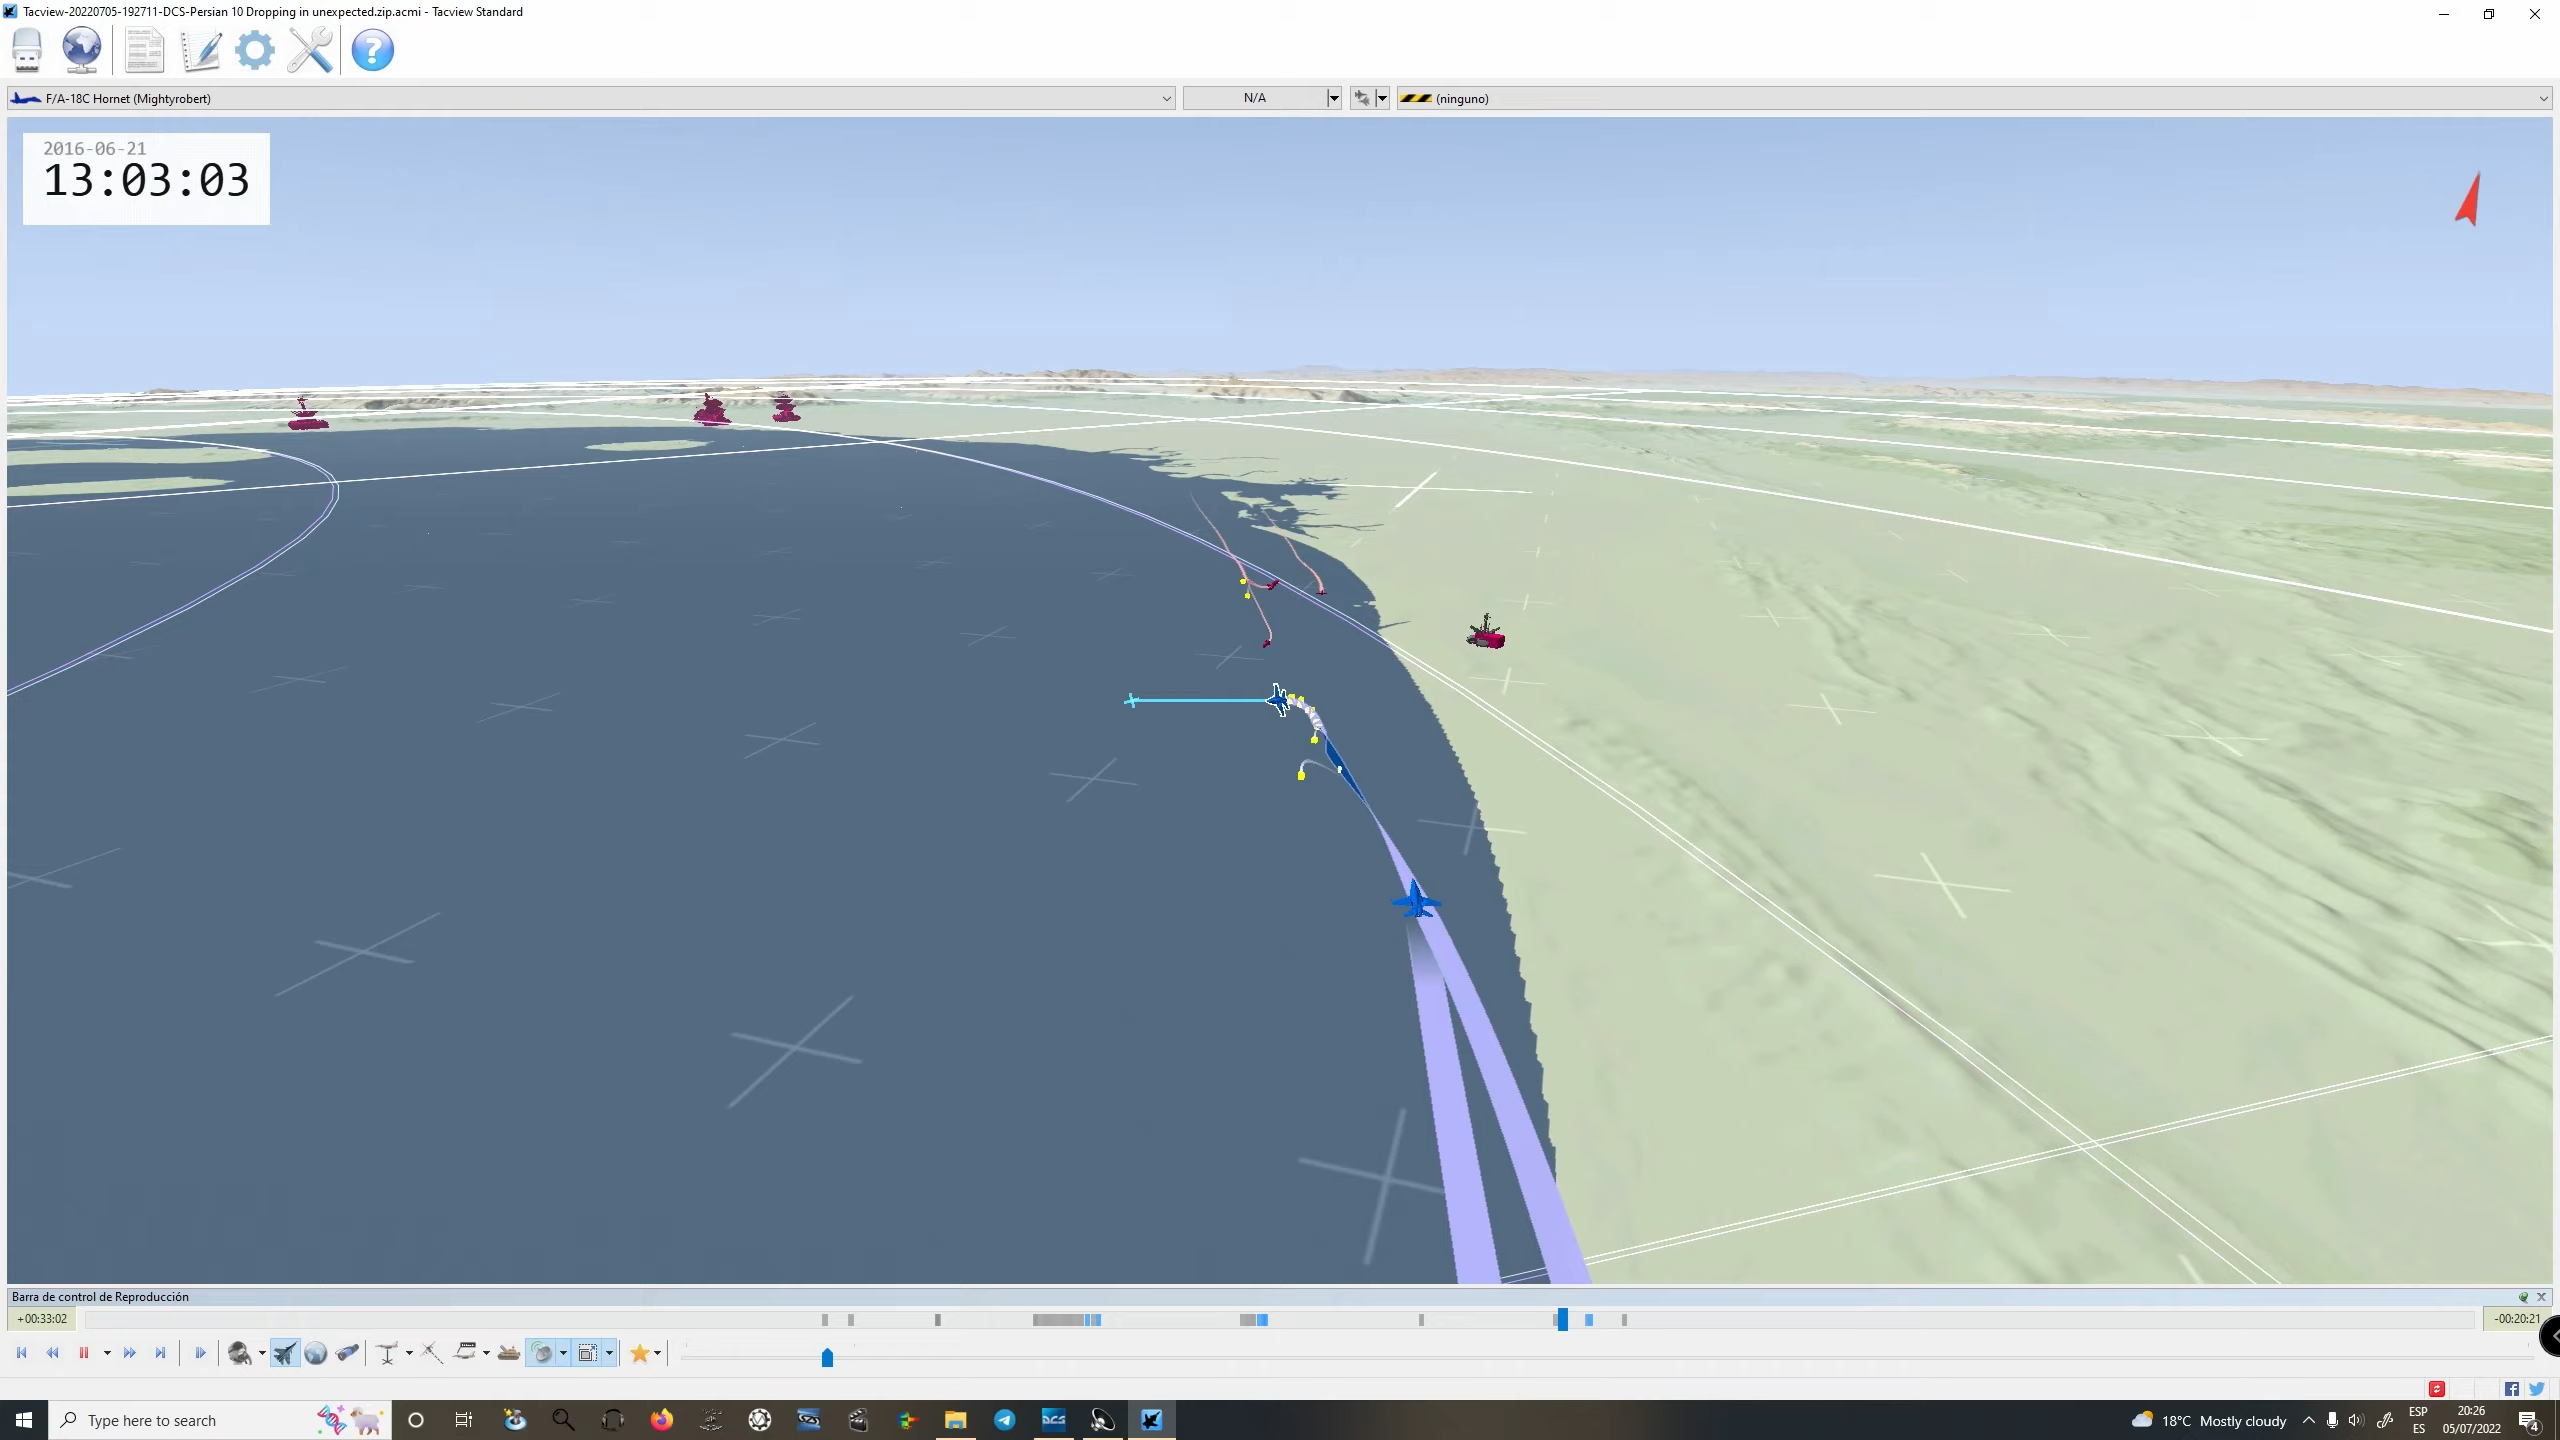 Tacview-20220705-192711-DCS-Persian 10 Dropping in unexpected.zip.acmi - Tacview Standard
F/A-18C Hornet (Mightyrobert)
N/A
(ninguno)
2016-06-21
13:03:03
Barra de control de Reproducción
+00:33:02
-00:20:21
Type here to search
DCS
18°C Mostly cloudy
ESP
ES
20:26
05/07/2022
4